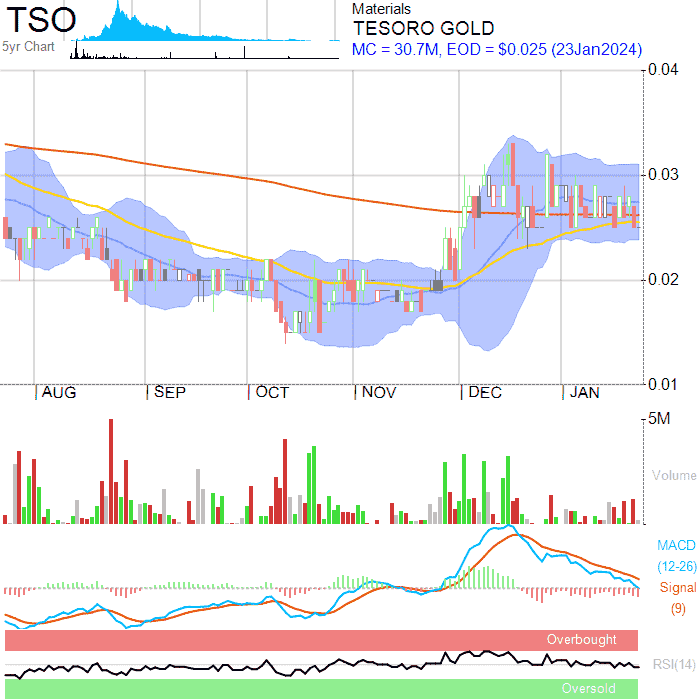 TSO
5yr Chart
Materials
TESORO GOLD
MC = 30.7M, EOD = $0.025 (23Jan2024)
0.04
0.03
0.02
0.01
AUG SEP OCT NOV DEC JAN
5M
Volume
MACD
(12-26)
Signal
(9)
Overbought
RSI(14)
Oversold